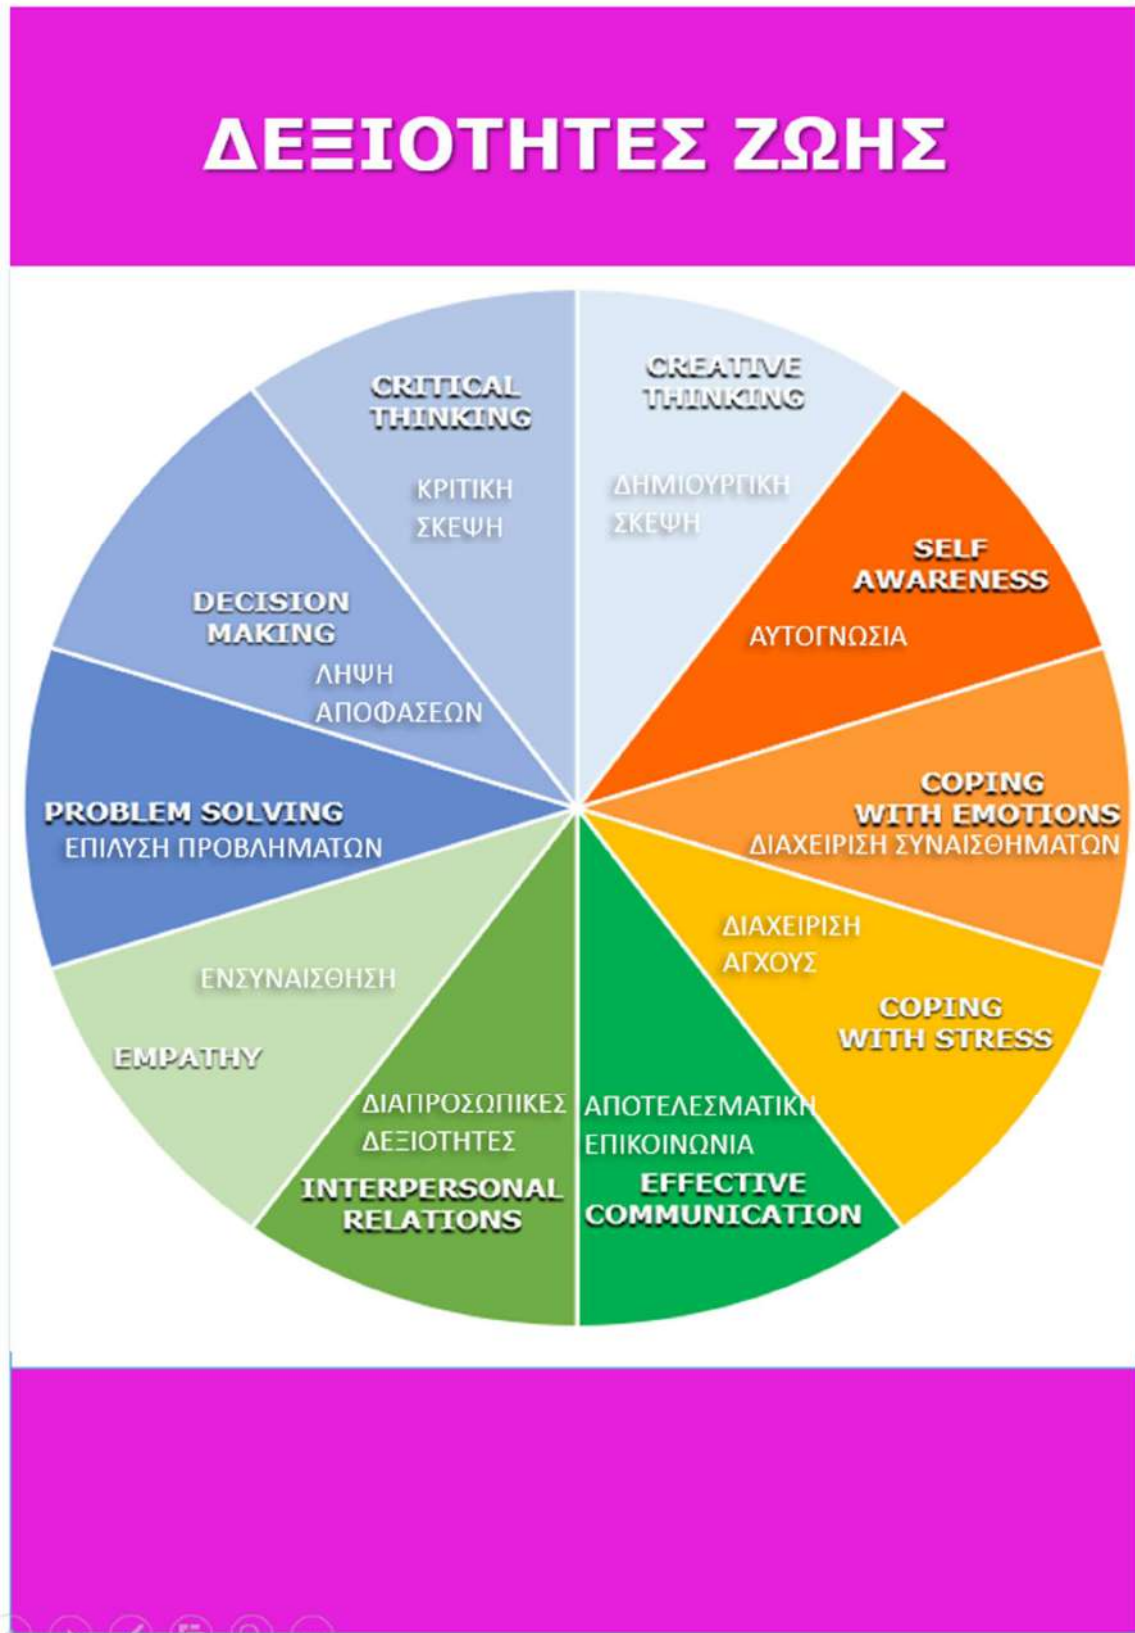 ΔΕΞΙΟΤΗΤΕΣ ΖΩΗΣ
CREATIVE
THINKING
ΔΗΜΙΟΥΡΓΙΚΗ
ΣΚΕΨΗ
SELF
AWARENESS
ΑΥΤΟΓΝΩΣΙΑ
COPING
WITH EMOTIONS
ΔΙΑΧΕΙΡΙΣΗ ΣΥΝΑΙΣΘΗΜΑΤΩΝ
ΔΙΑΧΕΙΡΙΣΗ
ΑΓΧΟΥΣ
COPING
WITH STRESS
ΑΠΟΤΕΛΕΣΜΑΤΙΚΗ
ΕΠΙΚΟΙΝΩΝΙΑ
EFFECTIVE
COMMUNICATION
ΔΙΑΠΡΟΣΩΠΙΚΕΣ
ΔΕΞΙΟΤΗΤΕΣ
INTERPERSONAL
RELATIONS
ΕΝΣΥΝΑΙΣΘΗΣΗ
EMPATHY
PROBLEM SOLVING
ΕΠΙΛΥΣΗ ΠΡΟΒΛΗΜΑΤΩΝ
DECISION
MAKING
ΛΗΨΗ
ΑΠΟΦΑΣΕΩΝ
CRITICAL
THINKING
ΚΡΙΤΙΚΗ
ΣΚΕΨΗ